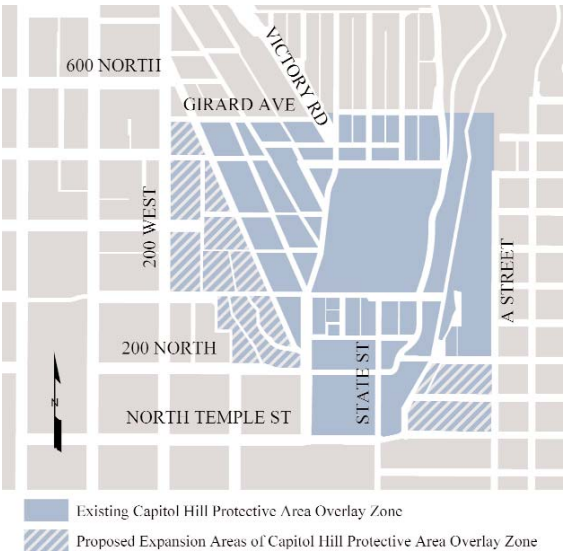 600 NORTH
VICTORY RD
GIRARD AVE
200 WEST
A STREET
200 NORTH
STATE ST
N
NORTH TEMPLE ST
Existing Capitol Hill Protective Area Overlay Zone
Proposed Expansion Areas of Capitol Hill Protective Area Overlay Zone